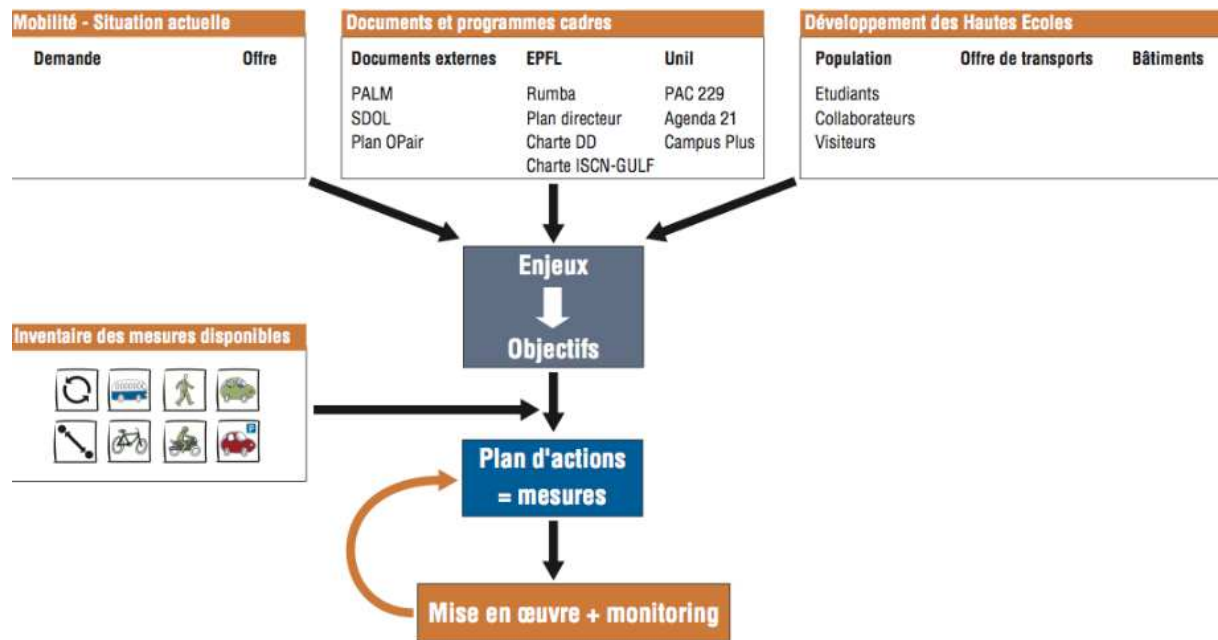 Mobilité - Situation actuelle
Demande Offre
Documents et programmes cadres
Documents externes EPFL Unil
PALM Rumba PAC 229
SDOL Plan directeur Agenda 21
Plan OPair Charte DD Campus Plus
Charte ISCN-GULF
Développement des Hautes Ecoles
Population Offre de transports Bâtiments
Etudiants
Collaborateurs
Visiteurs
Enjeux
Objectifs
Inventaire des mesures disponibles
P
Plan d'actions
= mesures
Mise en œuvre + monitoring